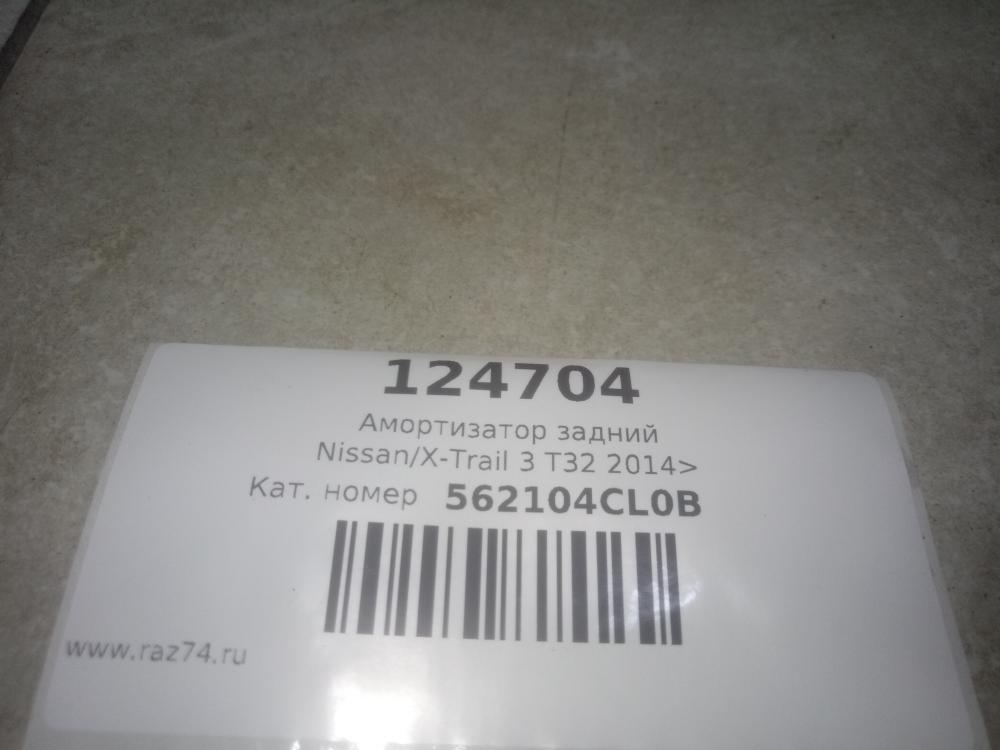 124704
Амортизатор задний
Nissan/X-Trail 3 T32 2014>
Кат. номер 562104CL0B
www.raz74.ru